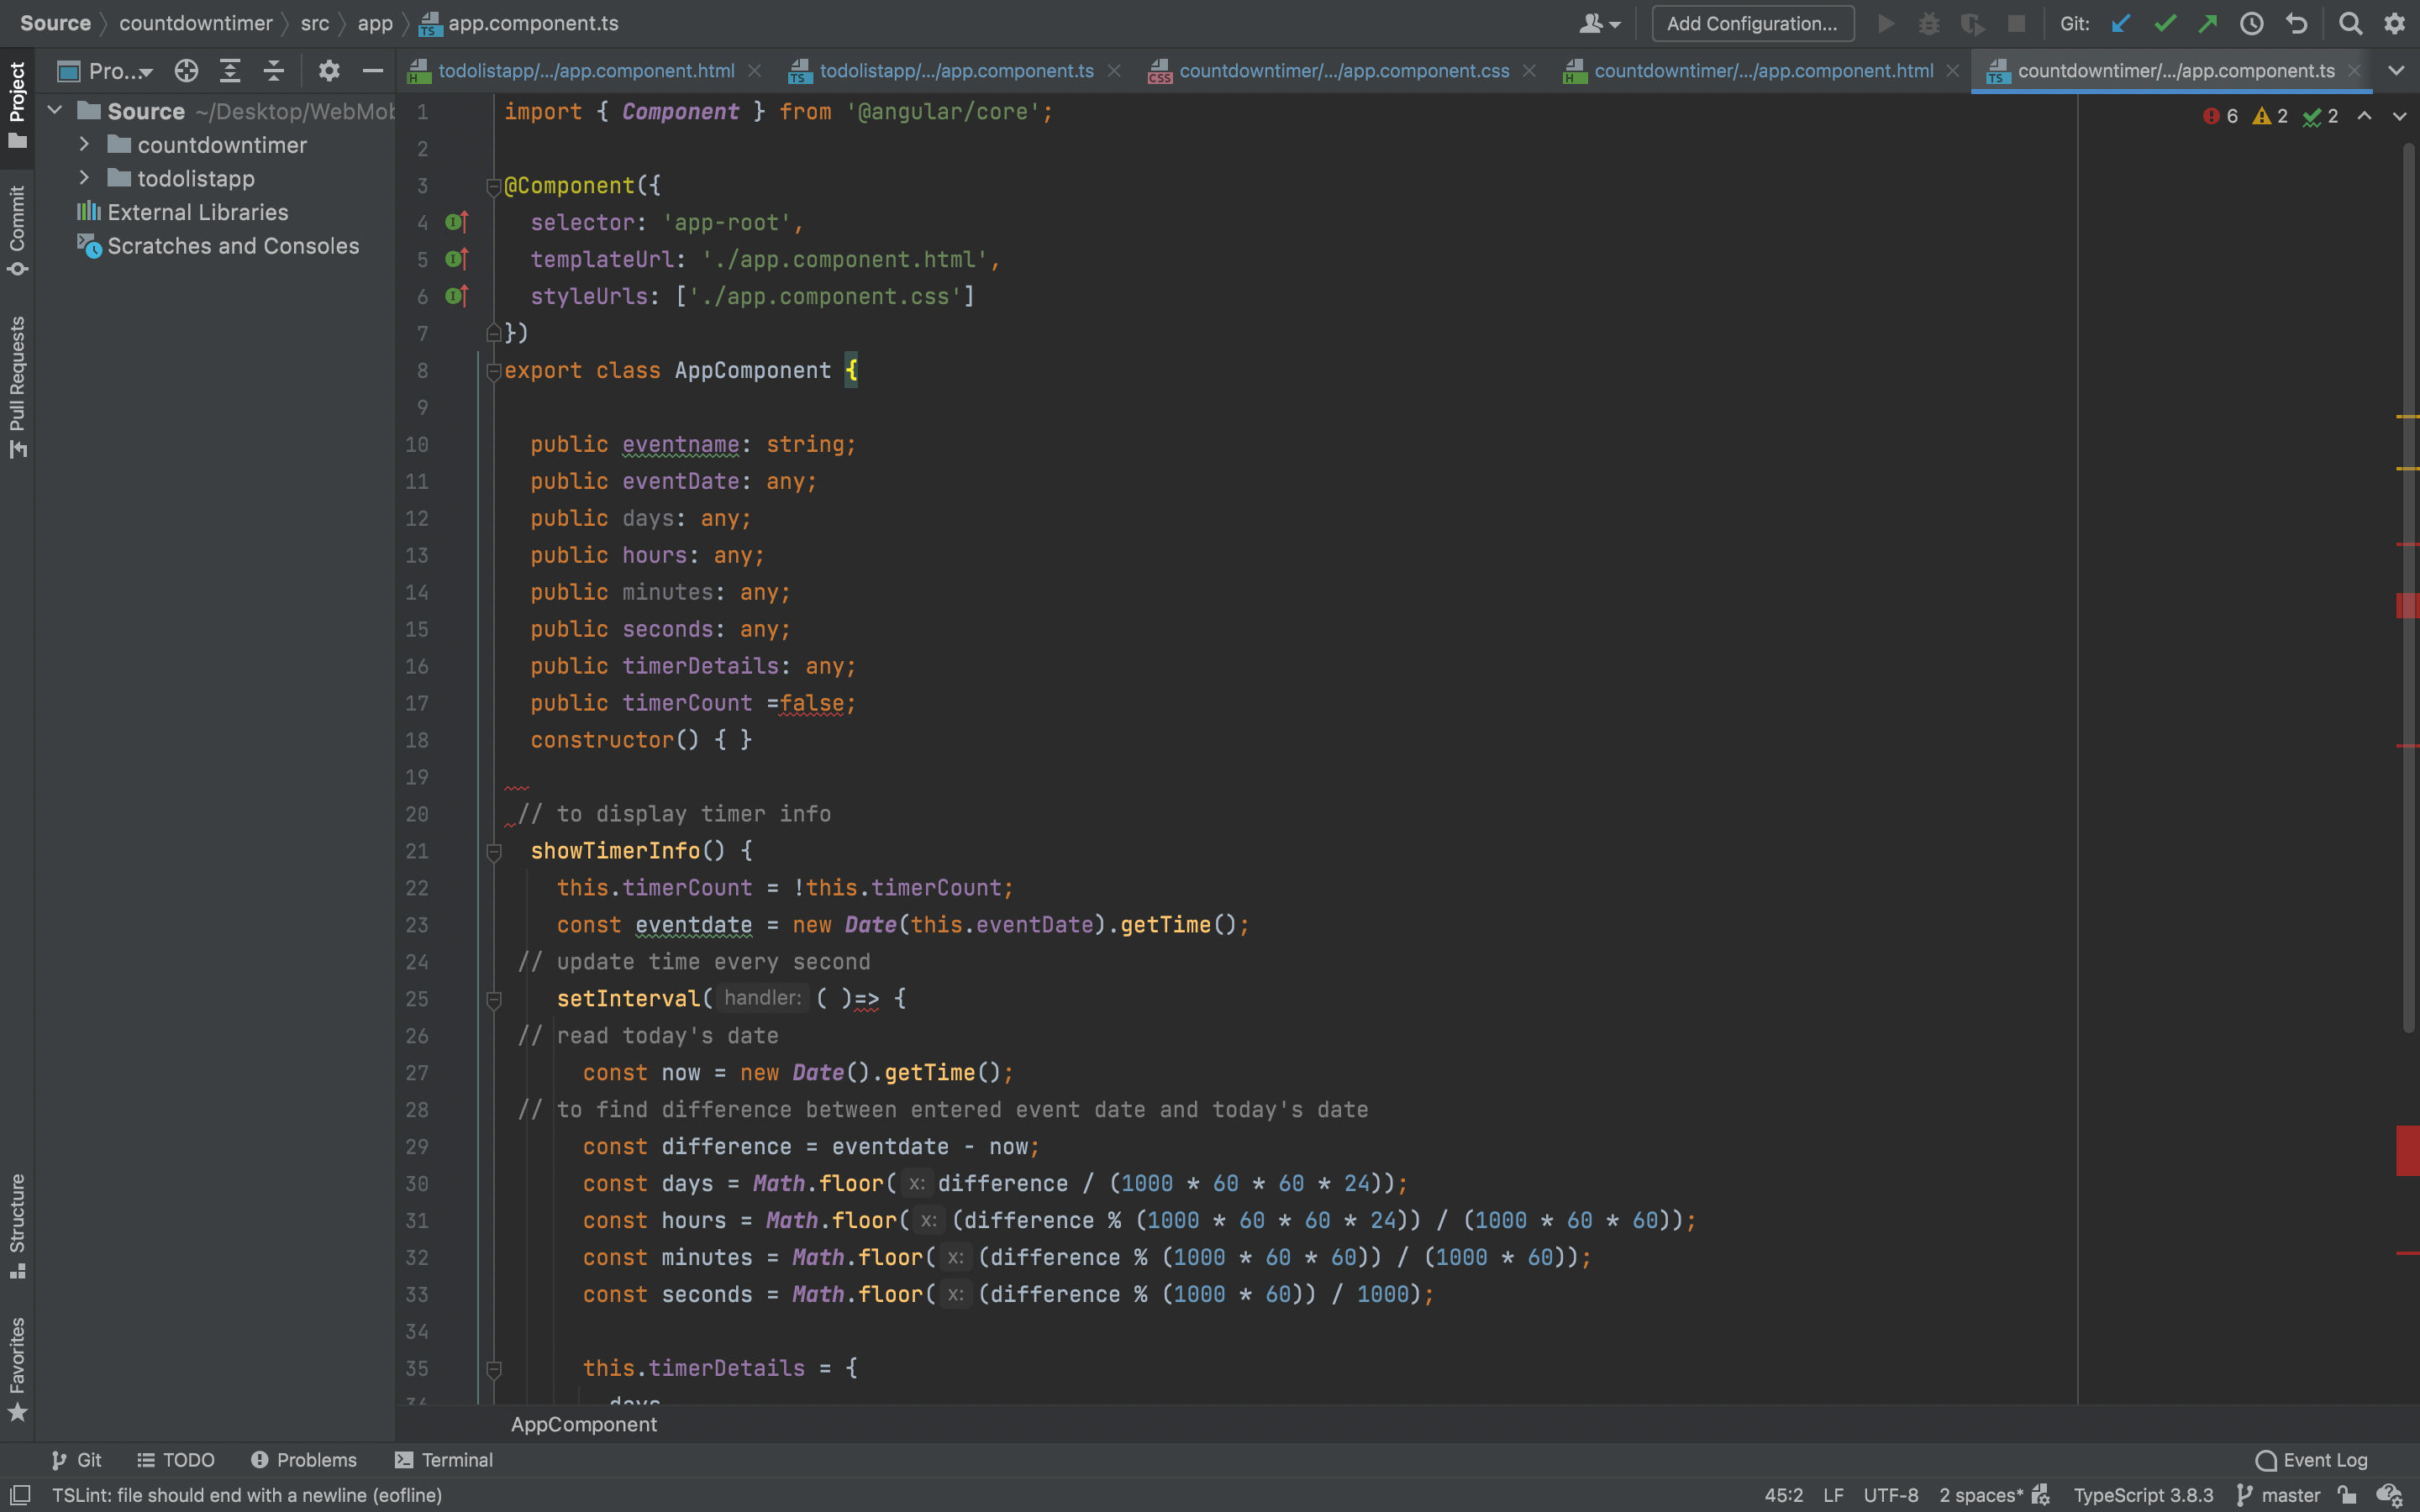 Source countdowntimer src app app.component.ts
Add Configuration...
Git:
Pro...
todolistapp/.../app.component.html
todolistapp/.../app.component.ts
countdowntimer/.../app.component.css
countdowntimer/.../app.component.html
countdowntimer/.../app.component.ts
Project
Commit
Pull Requests
Structure
Favorites
Source ~/Desktop/WebMob
countdowntimer
todolistapp
External Libraries
Scratches and Consoles
6 2 2
1 import { Component } from '@angular/core';
2
3 @Component({
4 selector: 'app-root',
5 templateUrl: './app.component.html',
6 styleUrls: ['./app.component.css']
7 })
8 export class AppComponent {
9
10 public eventname: string;
11 public eventDate: any;
12 public days: any;
13 public hours: any;
14 public minutes: any;
15 public seconds: any;
16 public timerDetails: any;
17 public timerCount =false;
18 constructor() { }
19
20 // to display timer info
21 showTimerInfo() {
22 this.timerCount = !this.timerCount;
23 const eventdate = new Date(this.eventDate).getTime();
24 // update time every second
25 setInterval( handler: ( )=> {
26 // read today's date
27 const now = new Date().getTime();
28 // to find difference between entered event date and today's date
29 const difference = eventdate - now;
30 const days = Math.floor( x: difference / (1000 * 60 * 60 * 24));
31 const hours = Math.floor( x: (difference % (1000 * 60 * 60 * 24)) / (1000 * 60 * 60));
32 const minutes = Math.floor( x: (difference % (1000 * 60 * 60)) / (1000 * 60));
33 const seconds = Math.floor( x: (difference % (1000 * 60)) / 1000);
34
35 this.timerDetails = {
36 days
AppComponent
Git TODO Problems Terminal Event Log
TSLint: file should end with a newline (eofline) 45:2 LF UTF-8 2 spaces* TypeScript 3.8.3 master